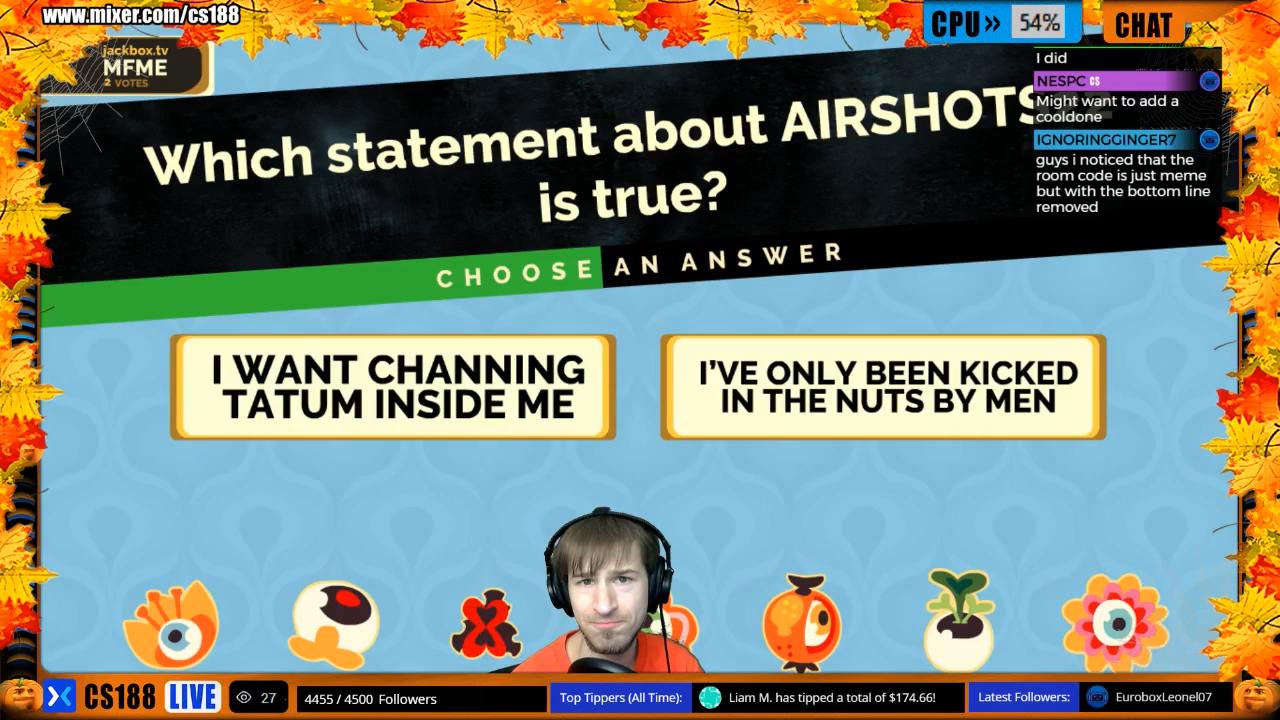 www.mixer.com/cs188
CPU» 54%
CHAT
jackbox.tv
MFME
2 VOTES
I did
NESPC CS
Might want to add a
cooldone
IGNORINGGINGER7
guys i noticed that the
room code is just meme
but with the bottom line
removed
Which statement about AIRSHOTS
is true?
CHOOSE AN ANSWER
I WANT CHANNING
TATUM INSIDE ME
I'VE ONLY BEEN KICKED
IN THE NUTS BY MEN
CS188 LIVE
27
4455 / 4500 Followers
Top Tippers (All Time):
Liam M. has tipped a total of $174.66!
Latest Followers:
EuroboxLeonel07